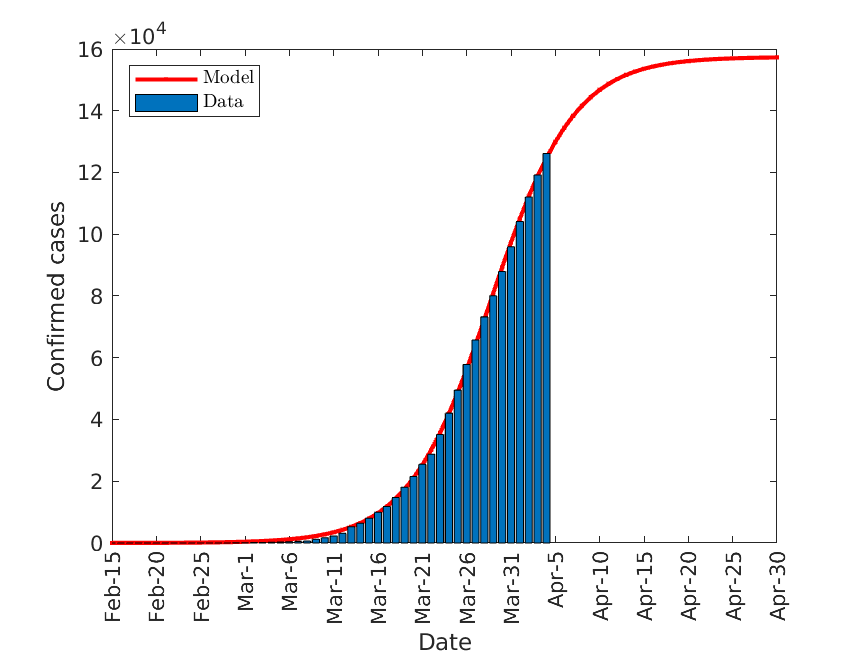 ×10⁴
16
14
12
10
8
6
4
2
0
Confirmed cases
Model
Data
Feb-15
Feb-20
Feb-25
Mar-1
Mar-6
Mar-11
Mar-16
Mar-21
Mar-26
Mar-31
Apr-5
Apr-10
Apr-15
Apr-20
Apr-25
Apr-30
Date